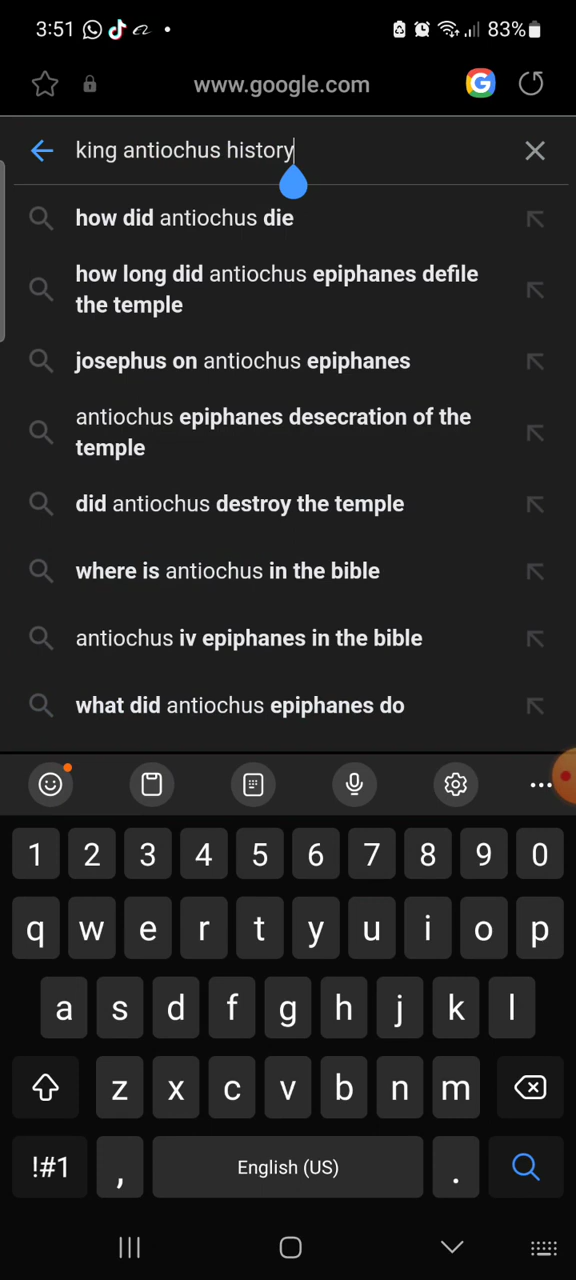 3:51 83%
www.google.com
king antiochus history
how did antiochus die
how long did antiochus epiphanes defile
the temple
josephus on antiochus epiphanes
antiochus epiphanes desecration of the
temple
did antiochus destroy the temple
where is antiochus in the bible
antiochus iv epiphanes in the bible
what did antiochus epiphanes do
1 2 3 4 5 6 7 8 9 0
q w e r t y u i o p
a s d f g h j k l
z x c v b n m
!#1 , English (US) .